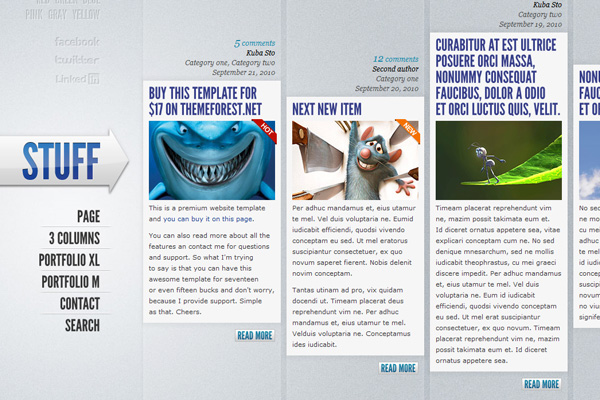 RED GREEN BLUE
PINK GRAY YELLOW
facebook
twitter
Linked in
STUFF
PAGE
3 COLUMNS
PORTFOLIO XL
PORTFOLIO M
CONTACT
SEARCH
5 comments
Kuba Sto
Category one, Category two
September 21, 2010
BUY THIS TEMPLATE FOR
$17 ON THEMEFOREST.NET
HOT
This is a premium website template
and you can buy it on this page.
You can also read more about all the
features an contact me for questions
and support. So what I'm trying
to say is that you can have this
awesome template for seventeen
or even fifteen bucks and don't worry,
because I provide support. Simple
as that. Cheers.
READ MORE
12 comments
Second author
Category one
September 20, 2010
NEXT NEW ITEM
NEW
Per adhuc mandamus et, eius utamur
te mel. Vel duis voluptaria ne. Eumid
iudicabit efficiendi, quodsi vivendo
conceptam eu sed. Ut mel eratorus
suscipiantur consectetuer, ex quo
novum saperet fierent. Nobis delenit
novim conceptam.
Tantas utinam ad pro, vix quidam
docendi ut. Timeam placerat deus
reprehendunt vim ne. Per adhuc
mandamus et, eius utamur te mel.
Velduis voluptaria ne. Conceptamus
ides iudicabit.
READ MORE
Kuba Sto
Category two
September 19, 2010
CURABITUR AT EST ULTRICE
POSUERE ORCI MASSA,
NONUMMY CONSEQUAT
FAUCIBUS, DOLOR A ODIO
ET ORCI LUCTUS QUIS, VELIT.
Timeam placerat reprehendunt vim
ne, mazim possit takimata eum et.
Id diceret ornatus appetere sea, vitae
explicari conceptam cum ne. No sed
denique mnesarchum, sed ne mollis
iudicabit theophrastus, cu mei graeci
discere impedit. Per adhuc mandamus
et, eius utamur te mel. Vel duis
voluptaria ne. Eum id iudicabit
efficiendi, quodsi vivendo conceptam
eu sed. Ut mel erat suscipiantur
consectetuer, ex quo novum. Timeam
placerat reprehendunt vim ne, mazim
possit takimata eum et. Id diceret
ornatus appetere sea.
READ MORE